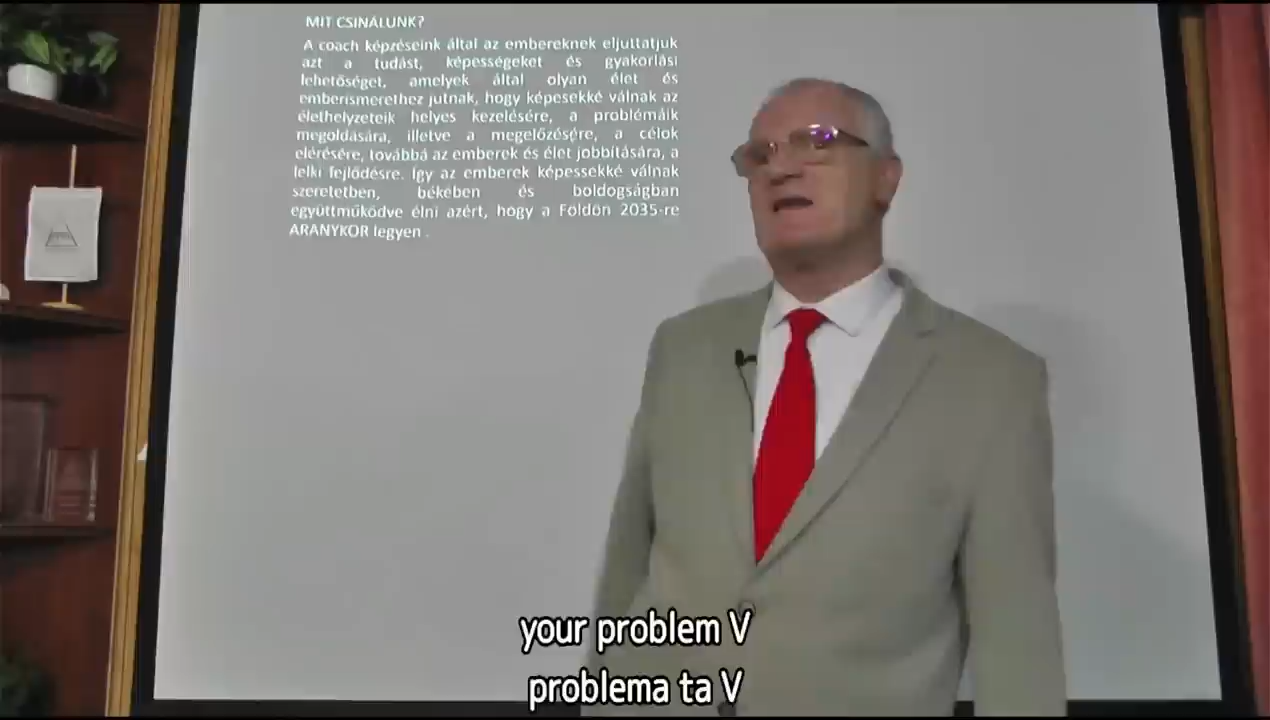 MIT CSINÁLUNK?
A coach képzéseink által az embereknek eljuttatjuk
azt a tudást, képességeket és gyakorlási
lehetőséget, amelyek által olyan élet és
emberismerethez jutnak, hogy képesekké válnak az
élethelyzeteik helyes kezelésére, a problémáik
megoldására, illetve a megelőzésére, a célok
elérésére, továbbá az emberek és élet jobbítására, a
lelki fejlődésre. Így az emberek képessekké válnak
szeretetben, békében és boldogságban
együttműködve élni azért, hogy a Földön 2035-re
ARANYKOR legyen .
your problem V
problema ta V